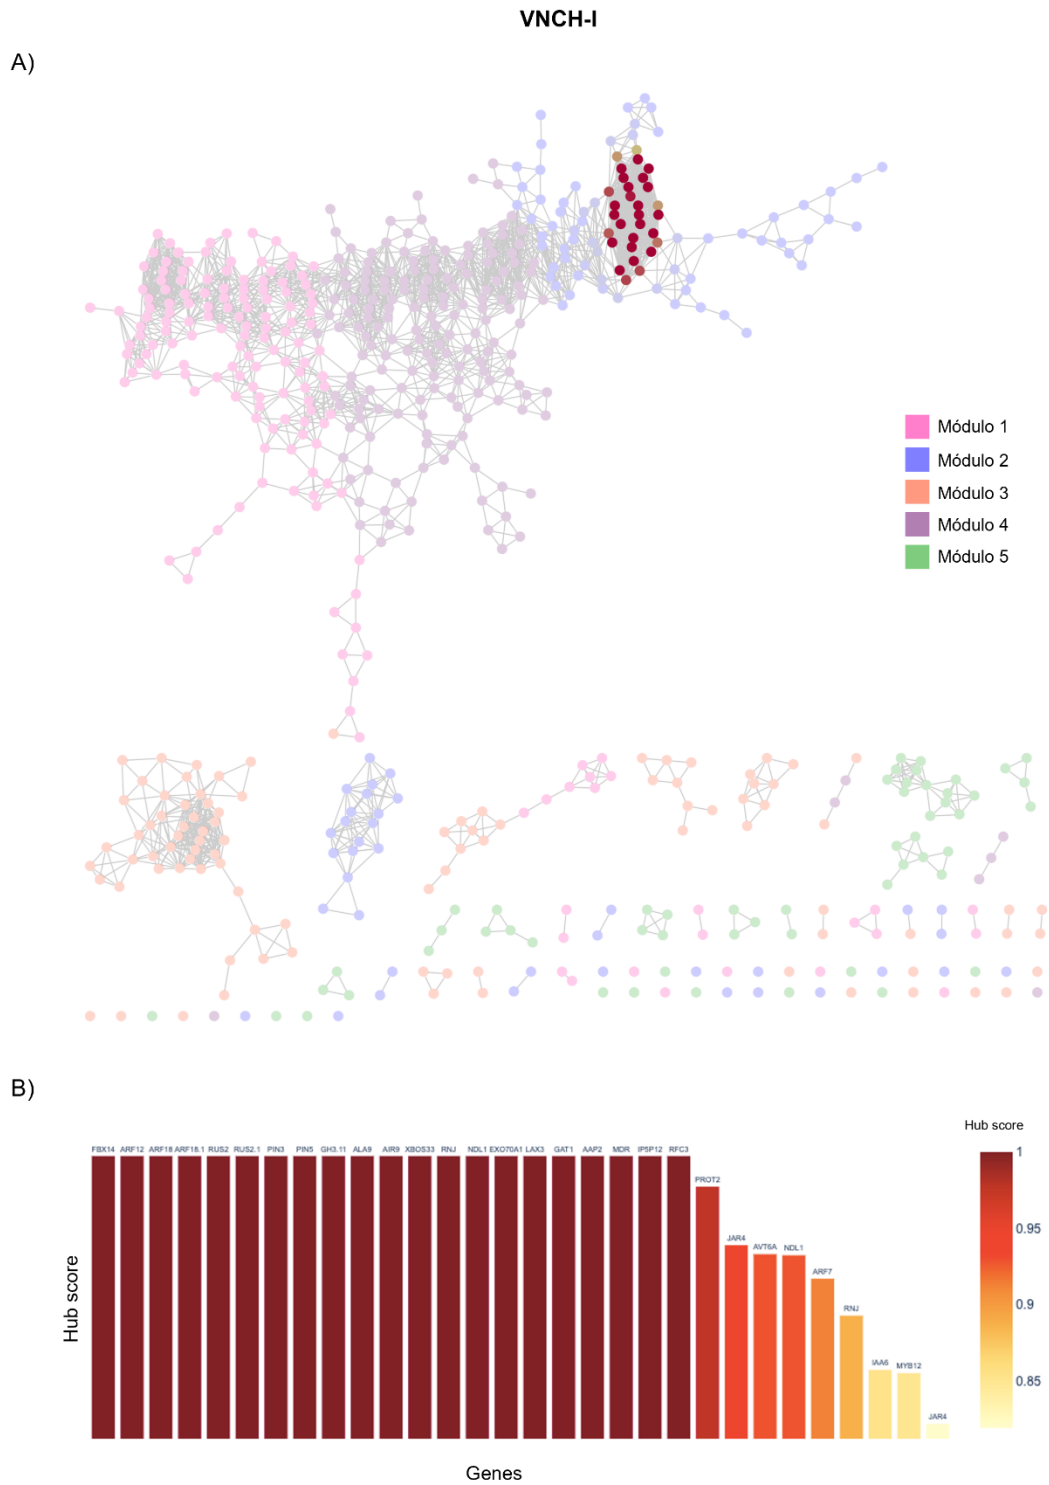 VNCH-I
A)
Módulo 1
Módulo 2
Módulo 3
Módulo 4
Módulo 5
B)
Hub score
FBX14 ARF12 ARF18 ARF18.1 RUS2 RUS2.1 PIN3 PIN5 GH3.11 ALA9 AIR9 XBOS33 RNJ NDL1 EXO70A1 LAX3 GAT1 AAP2 MDR IP5P12 RFC3
PROT2
JAR4
AVT6A
NDL1
ARF7
RNJ
IAA6
MYB12
JAR4
1
0.95
0.9
0.85
Hub score
Genes